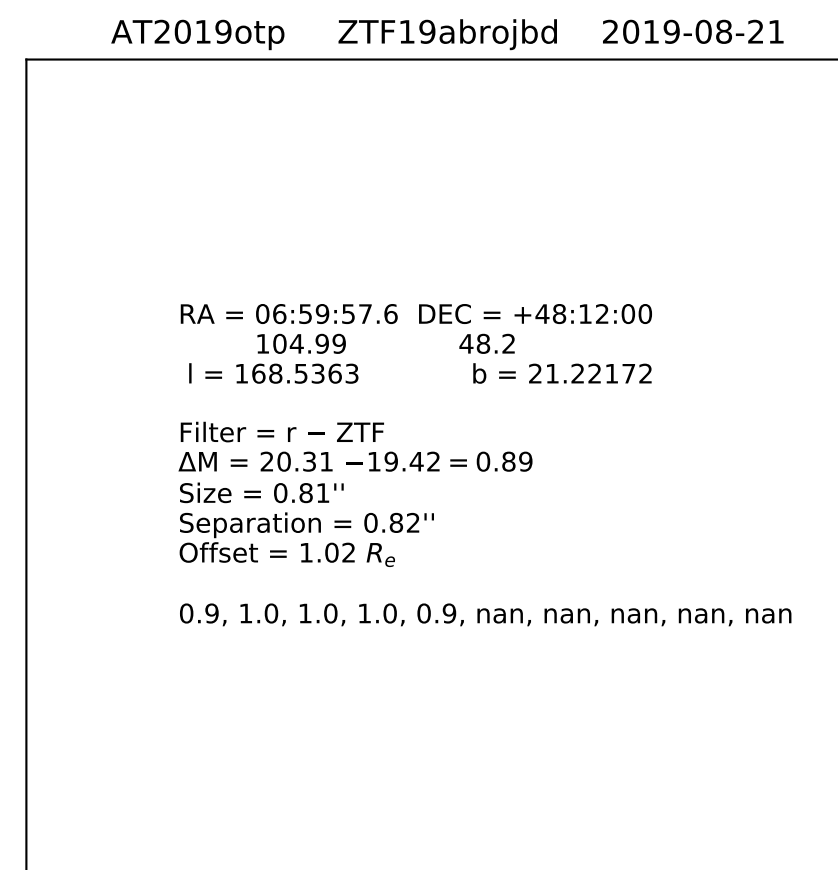 AT2019otp ZTF19abrojbd 2019-08-21
RA = 06:59:57.6 DEC = +48:12:00
104.99 48.2
l = 168.5363 b = 21.22172
Filter = r − ZTF
ΔM = 20.31 −19.42 = 0.89
Size = 0.81''
Separation = 0.82''
Offset = 1.02 Re
0.9, 1.0, 1.0, 1.0, 0.9, nan, nan, nan, nan, nan